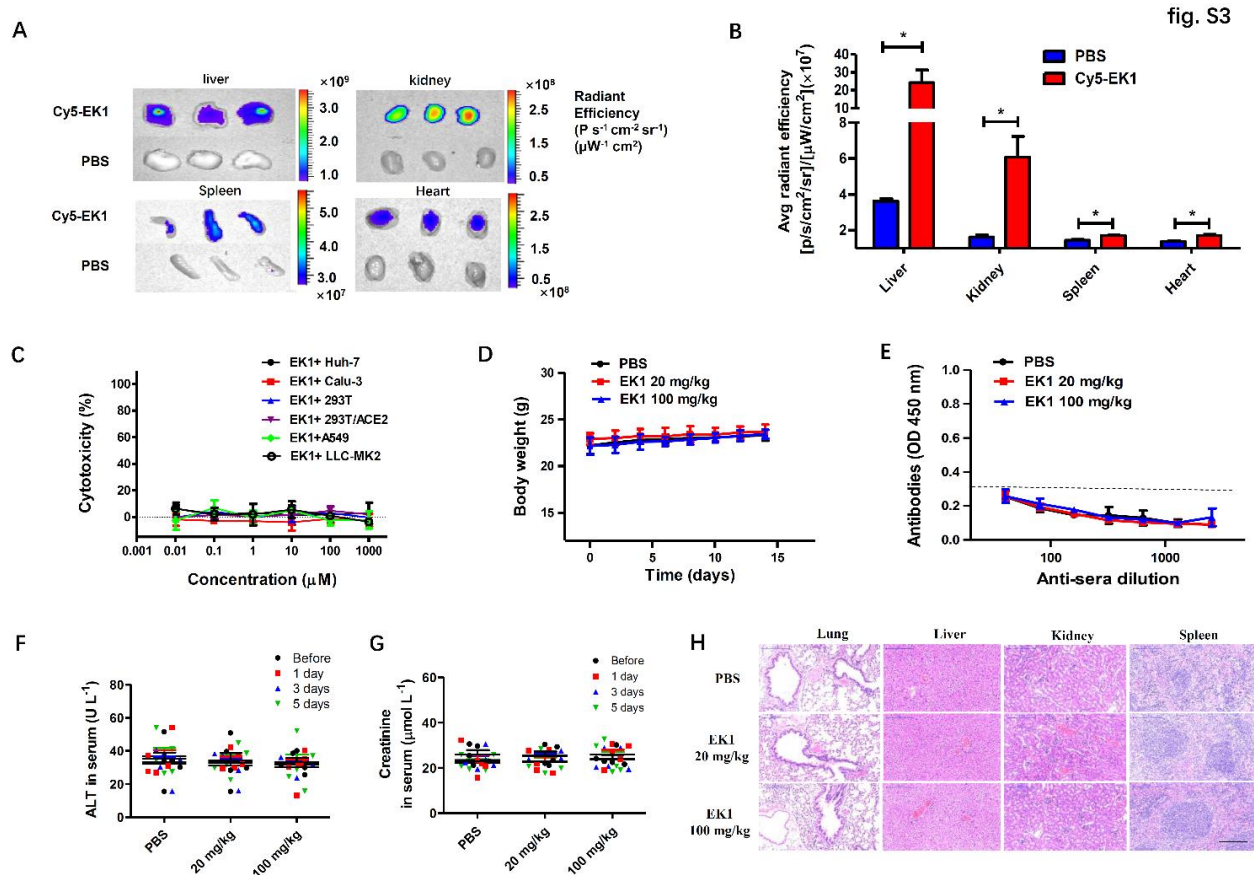 fig. S3
A
liver
kidney
Cy5-EK1
PBS
×10⁹
3.0
2.0
1.0
×10⁸
2.5
1.5
0.5
Radiant
Efficiency
(P s⁻¹ cm⁻² sr⁻¹)
(μW⁻¹ cm²)
Spleen
Heart
Cy5-EK1
PBS
9.0
7.0
5.0
3.0
×10⁷
2.5
1.5
0.5
×10⁸
B
PBS
Cy5-EK1
Avg radiant efficiency
[p/s/cm²/sr]/[μW/cm²](×10⁷)
40
30
20
10
8
6
4
2
* * * *
Liver Kidney Spleen Heart
C
EK1+ Huh-7
EK1+ Calu-3
EK1+ 293T
EK1+ 293T/ACE2
EK1+A549
EK1+ LLC-MK2
Cytotoxicity (%)
100
80
60
40
20
0
0.001 0.01 0.1 1 10 100 1000
Concentration (μM)
D
PBS
EK1 20 mg/kg
EK1 100 mg/kg
Body weight (g)
30
25
20
15
0 5 10 15
Time (days)
E
PBS
EK1 20 mg/kg
EK1 100 mg/kg
Antibodies (OD 450 nm)
1.0
0.8
0.6
0.4
0.2
0.0
100 1000
Anti-sera dilution
F
Before
1 day
3 days
5 days
ALT in serum (U L⁻¹)
80
60
40
20
0
PBS 20 mg/kg 100 mg/kg
G
Before
1 day
3 days
5 days
Creatinine
in serum (μmol L⁻¹)
60
40
20
0
PBS 20 mg/kg 100 mg/kg
H
Lung Liver Kidney Spleen
PBS
EK1
20 mg/kg
EK1
100 mg/kg